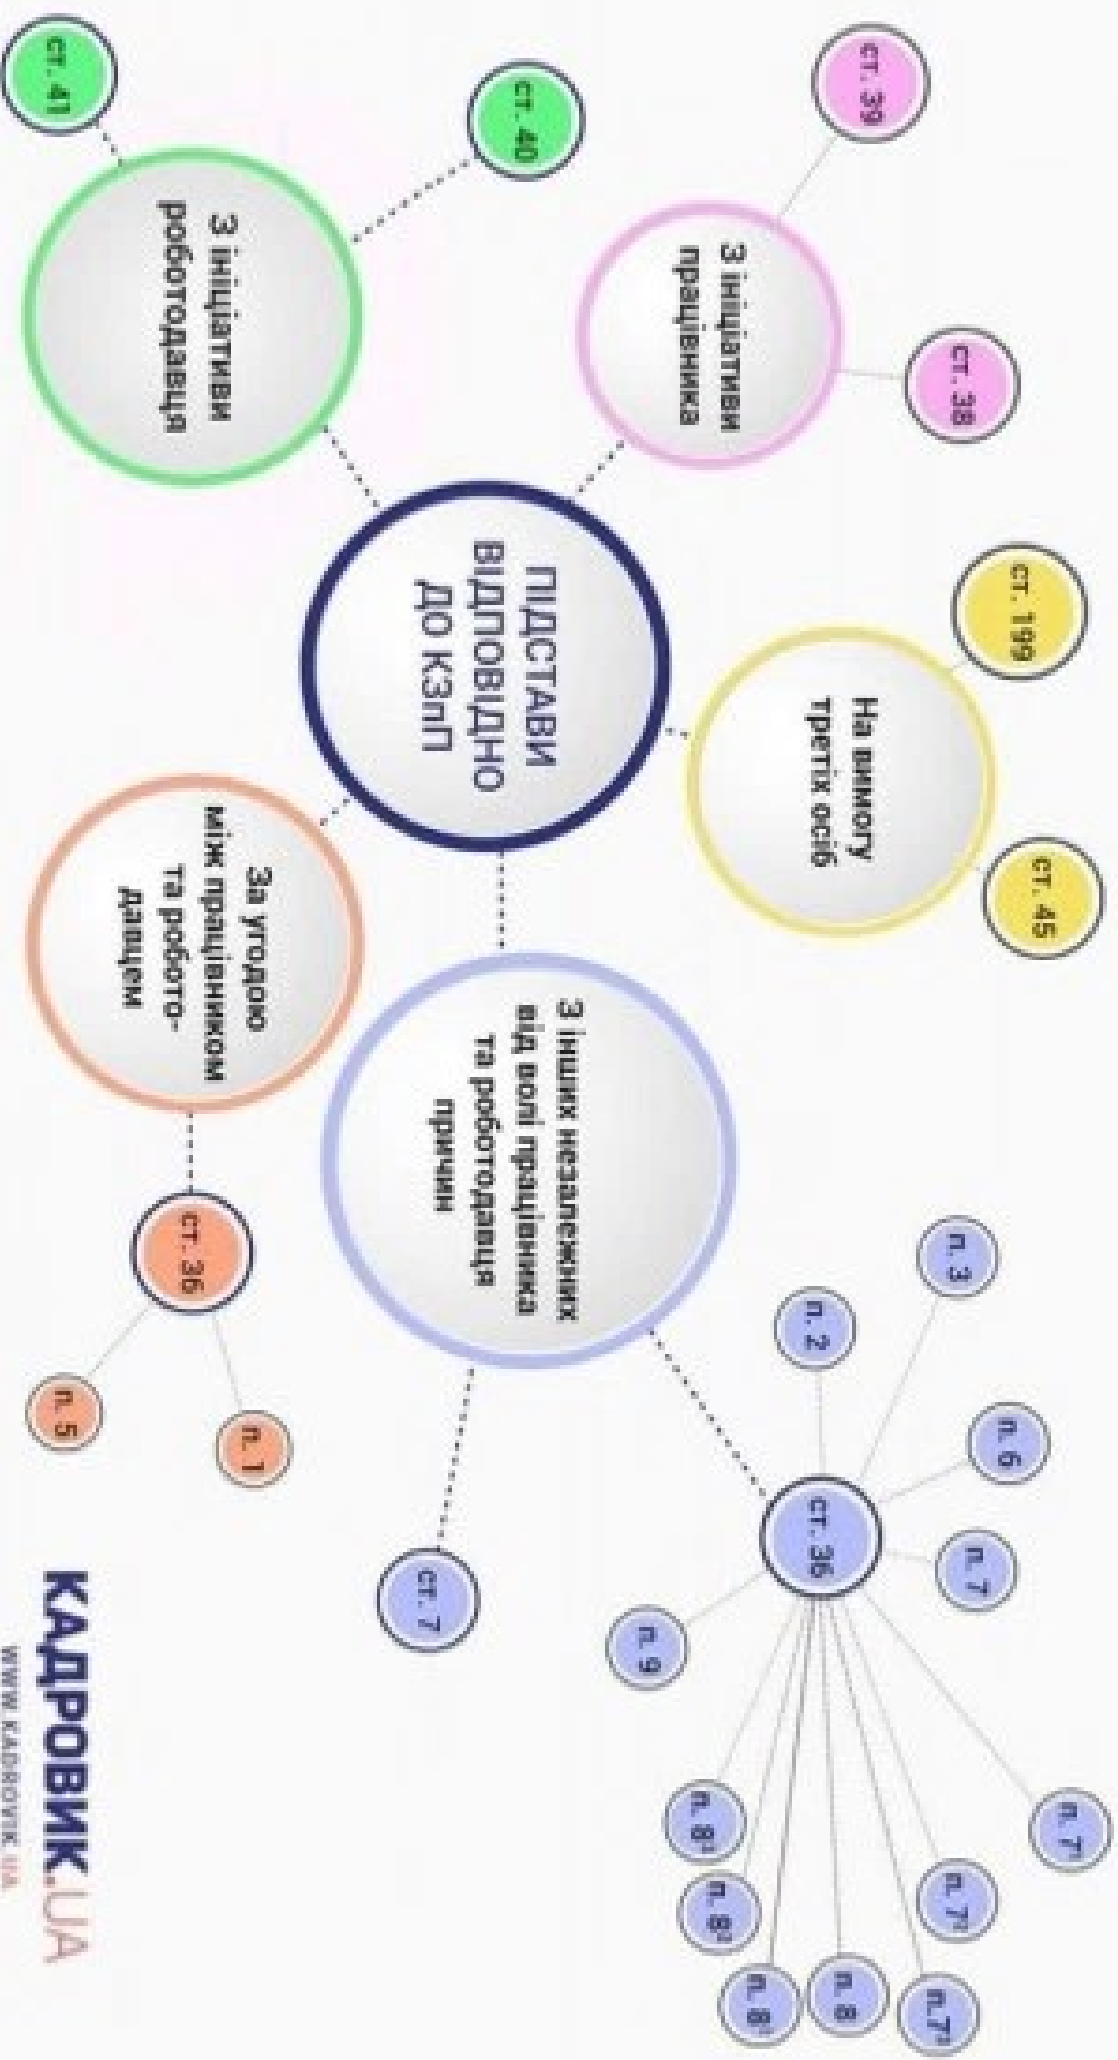 ПІДСТАВИ
ВІДПОВІДНО
ДО КЗпП
З ініціативи
роботодавця
ст. 41
ст. 40
З ініціативи
працівника
ст. 39
ст. 38
На вимогу
третіх осіб
ст. 199
ст. 45
З інших незалежних
від волі працівника
та роботодавця
причин
ст. 36
п. 3
п. 2
п. 6
п. 7
п. 9
п. 7¹
п. 8
ст. 7
За угодою
між працівником
та робото-
давцем
ст. 36
п. 1
п. 5
КАДРОВИК.UA
WWW.KADROVIK.UA